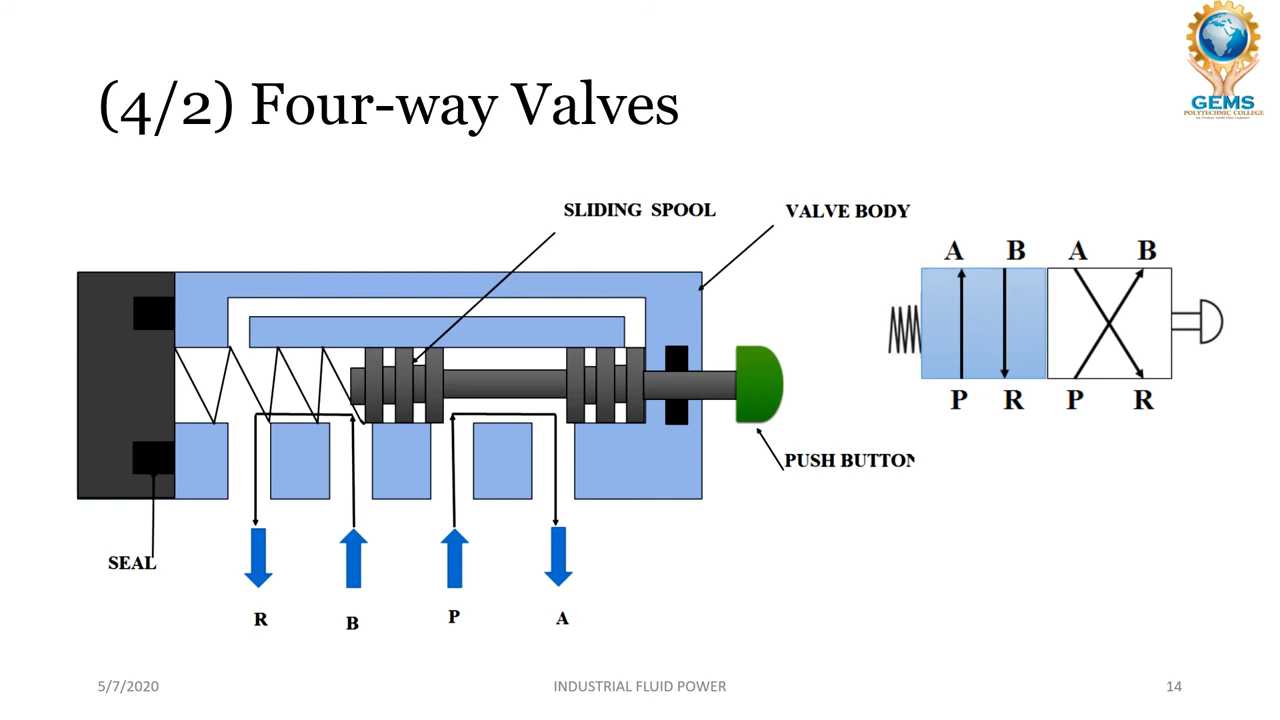 (4/2) Four-way Valves
GEMS
POLYTECHNIC COLLEGE
SLIDING SPOOL
VALVE BODY
A B A B
P R P R
PUSH BUTTON
SEAL
R B P A
5/7/2020
INDUSTRIAL FLUID POWER
14